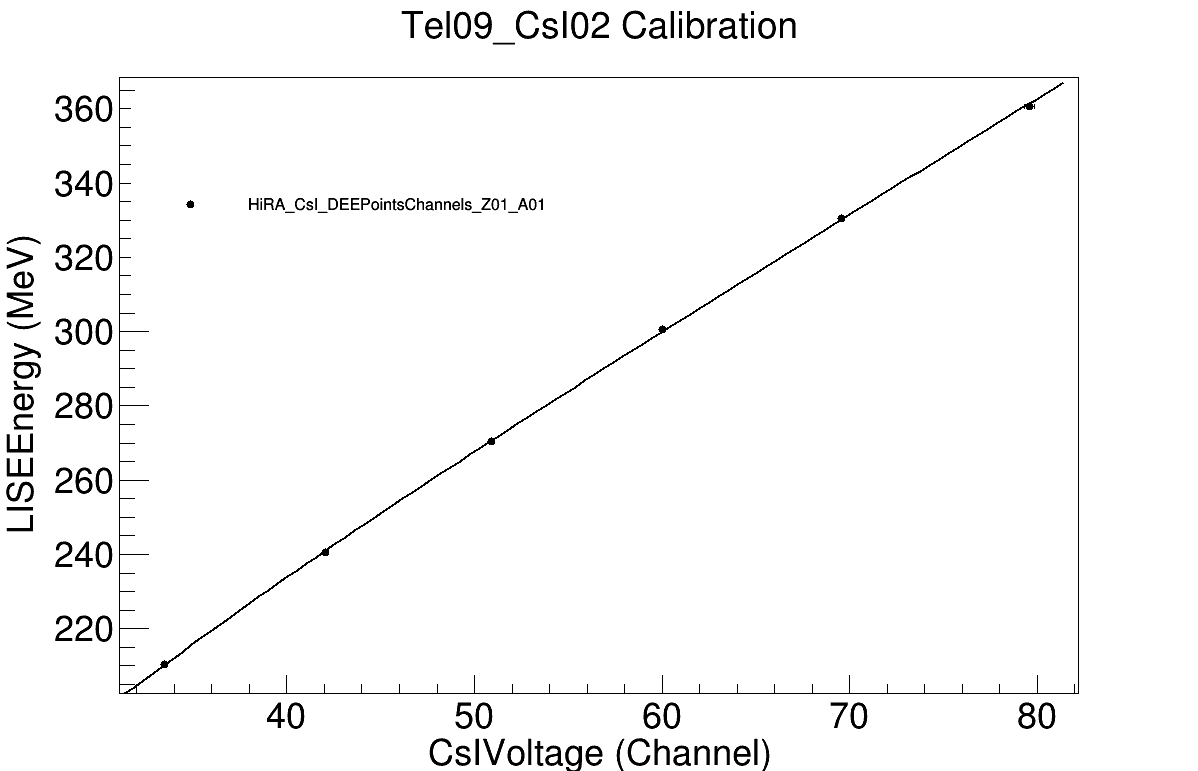 Tel09_CsI02 Calibration
360
340
320
300
280
260
240
220
LISEEnergy (MeV)
HiRA_CsI_DEEPointsChannels_Z01_A01
40 50 60 70 80
CsIVoltage (Channel)